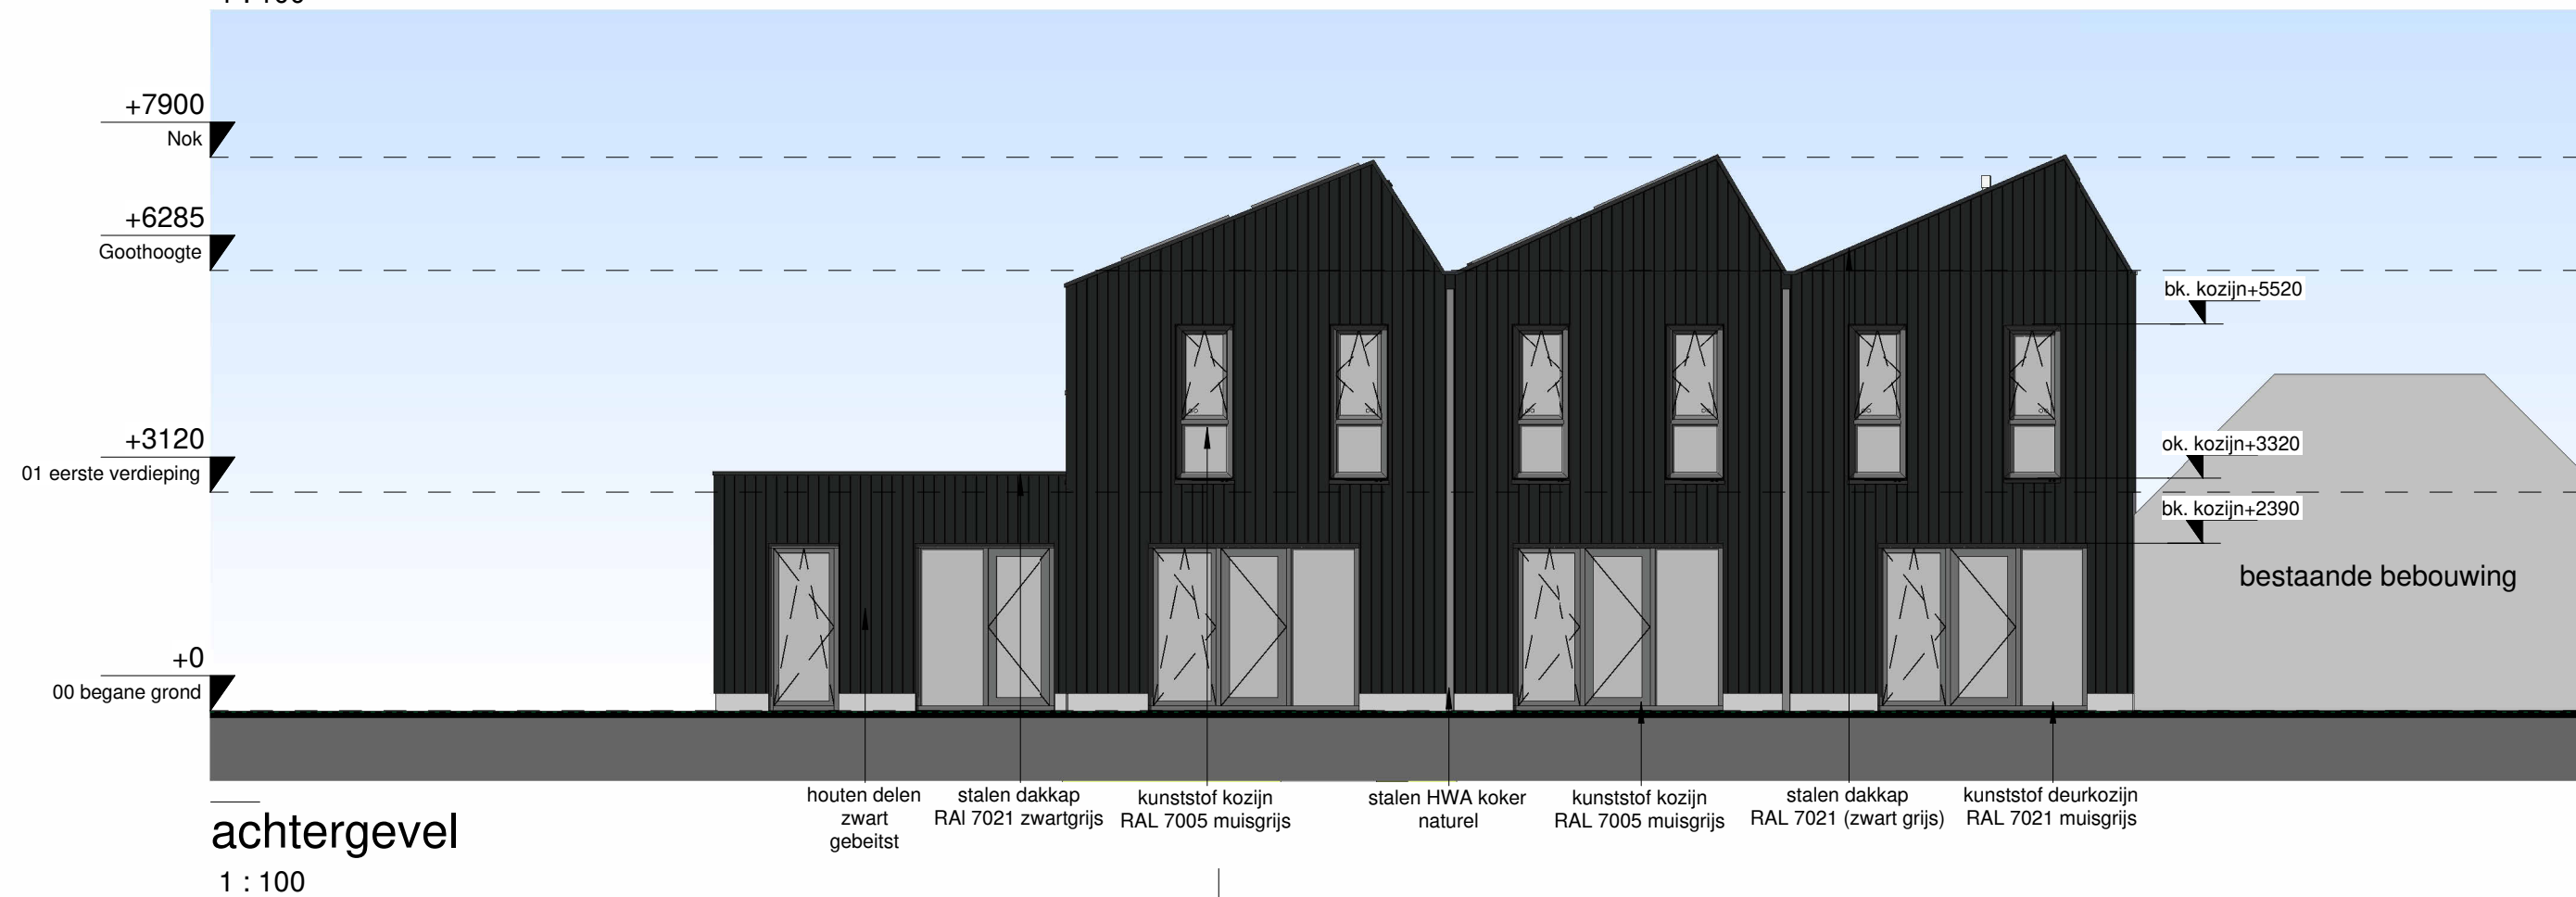 +7900
Nok
+6285
Goothoogte
bk. kozijn+5520
+3120
01 eerste verdieping
ok. kozijn+3320
bk. kozijn+2390
bestaande bebouwing
+0
00 begane grond
houten delen
zwart
gebeitst
stalen dakkap
RAl 7021 zwartgrijs
kunststof kozijn
RAL 7005 muisgrijs
stalen HWA koker
naturel
kunststof kozijn
RAL 7005 muisgrijs
stalen dakkap
RAL 7021 (zwart grijs)
kunststof deurkozijn
RAL 7021 muisgrijs
achtergevel
1 : 100